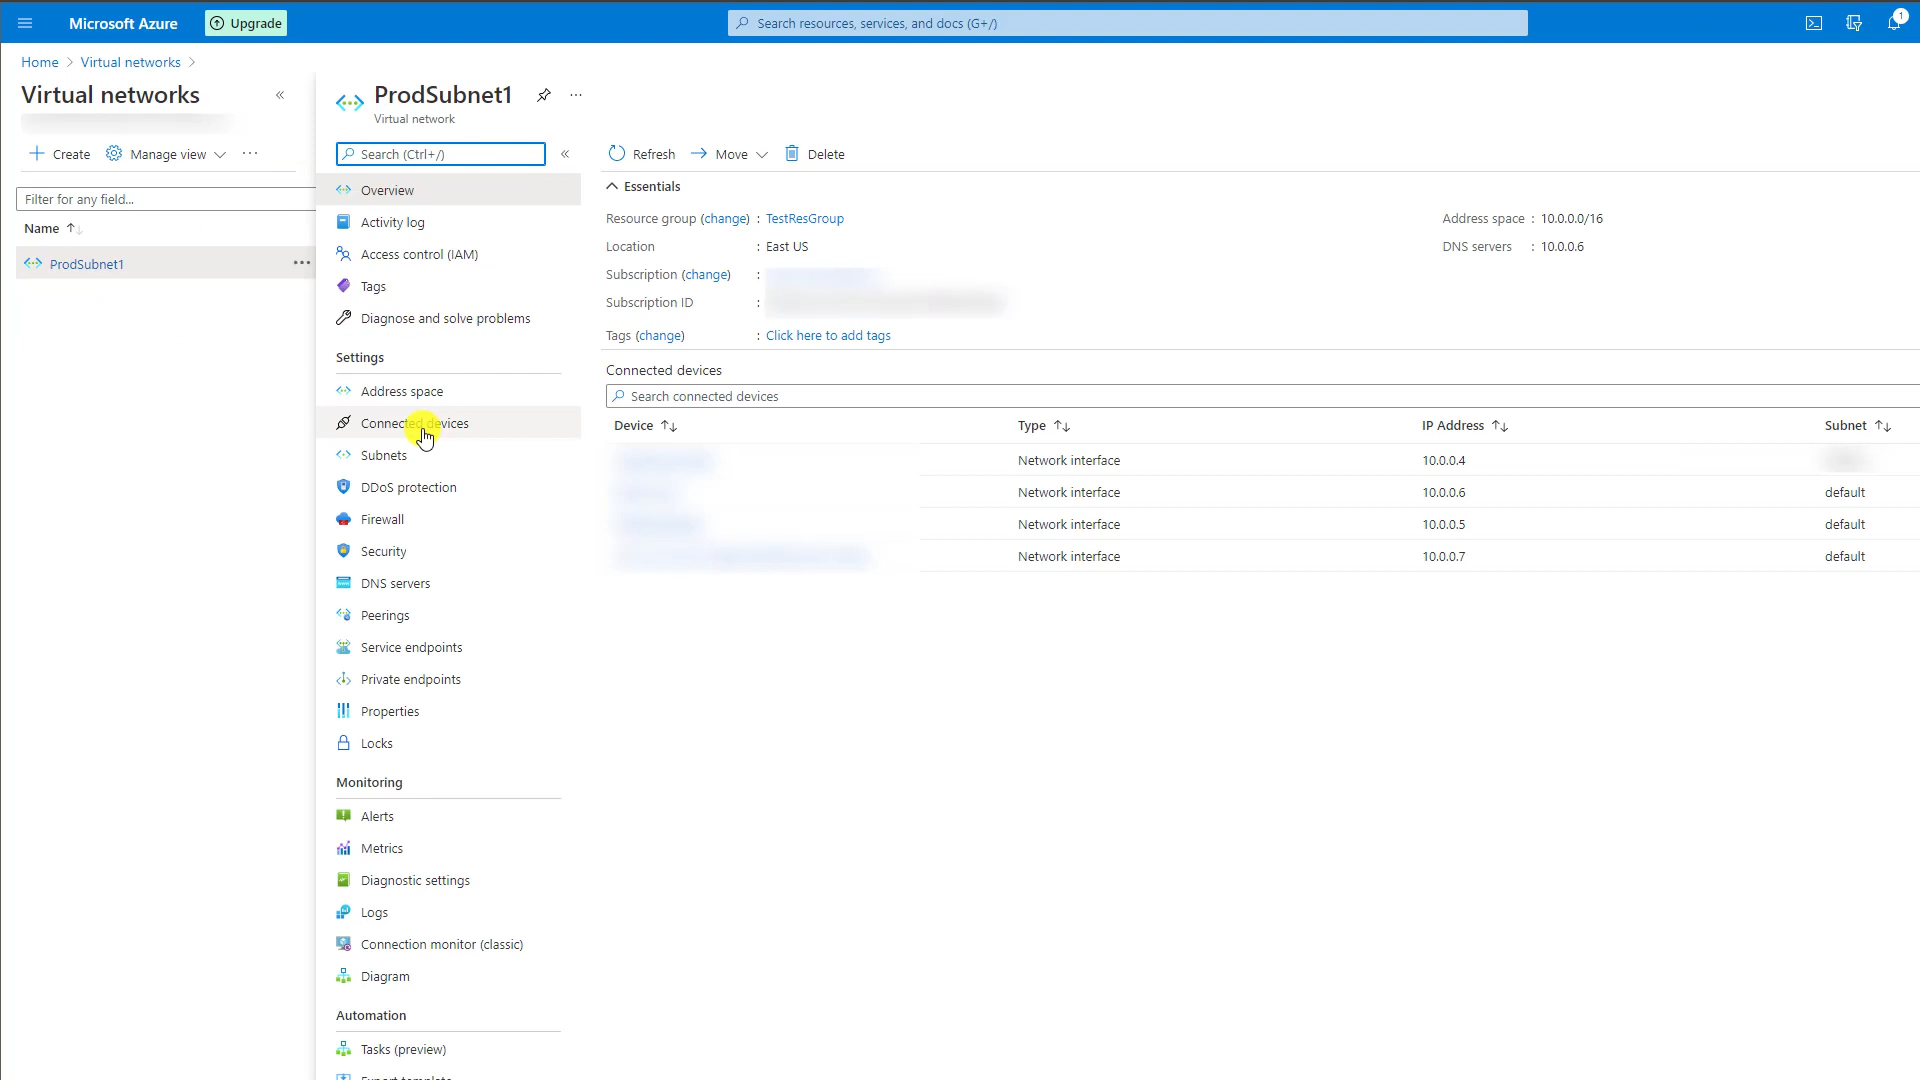 Microsoft Azure
Upgrade
Search resources, services, and docs (G+/)
1
Home > Virtual networks >
Virtual networks
«
Create
Manage view
...
Filter for any field...
Name
ProdSubnet1
...
ProdSubnet1
...
Virtual network
Search (Ctrl+/)
«
Overview
Activity log
Access control (IAM)
Tags
Diagnose and solve problems
Settings
Address space
Connected devices
Subnets
DDoS protection
Firewall
Security
DNS servers
Peerings
Service endpoints
Private endpoints
Properties
Locks
Monitoring
Alerts
Metrics
Diagnostic settings
Logs
Connection monitor (classic)
Diagram
Automation
Tasks (preview)
Export template
Refresh
Move
Delete
Essentials
Resource group (change) : TestResGroup
Location : East US
Subscription (change) :
Subscription ID :
Tags (change) : Click here to add tags
Address space : 10.0.0.0/16
DNS servers : 10.0.0.6
Connected devices
Search connected devices
Device Type IP Address Subnet
Network interface 10.0.0.4
Network interface 10.0.0.6 default
Network interface 10.0.0.5 default
Network interface 10.0.0.7 default